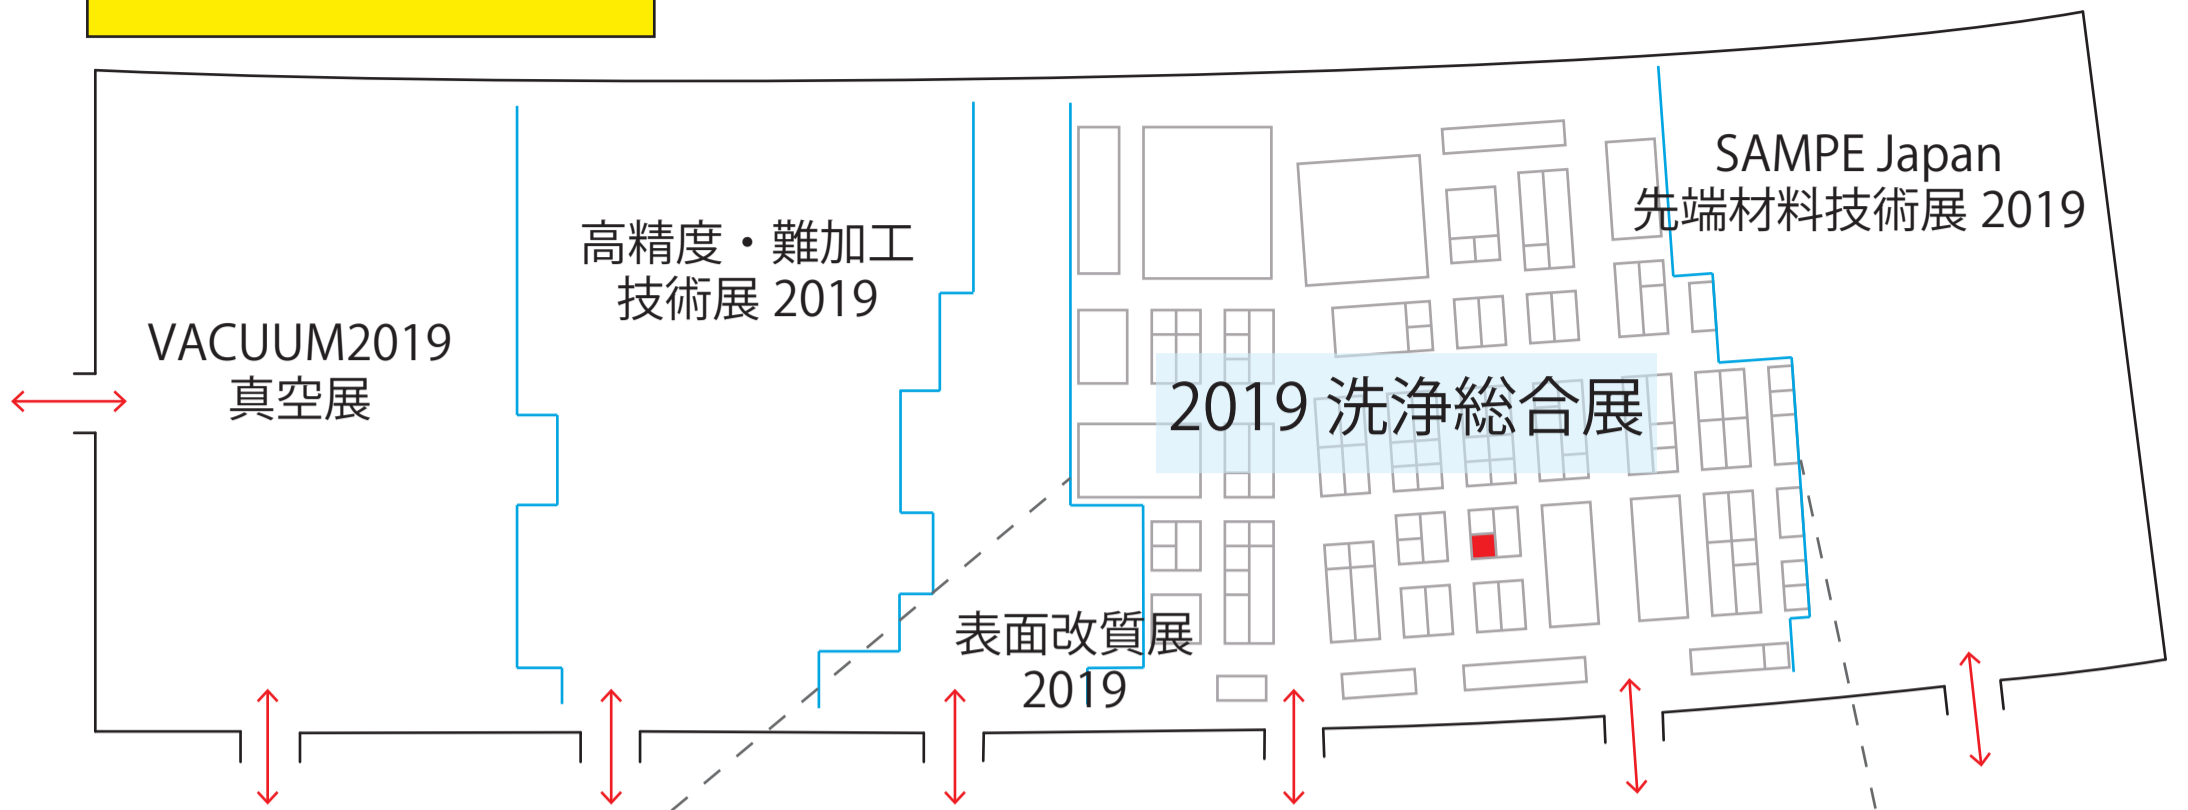 VACUUM2019
真空展
高精度・難加工
技術展 2019
表面改質展
2019
2019 洗浄総合展
SAMPE Japan
先端材料技術展 2019